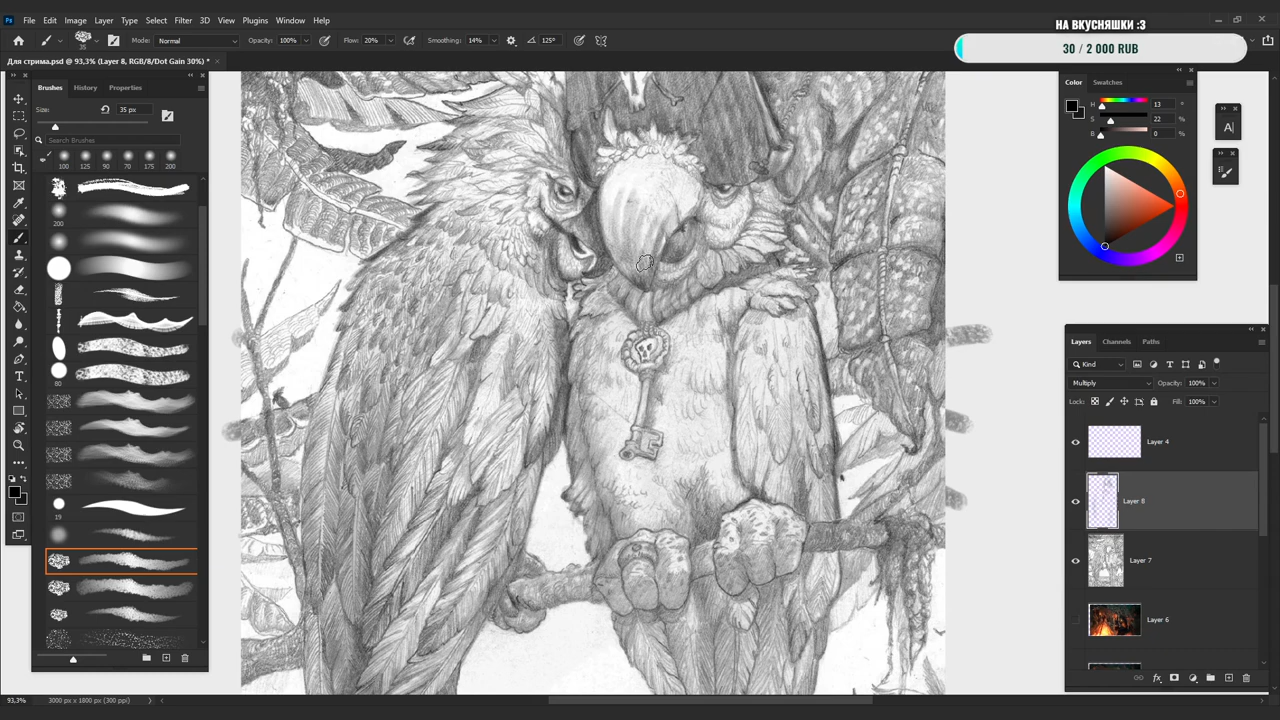 File Edit Image Layer Type Select Filter 3D View Plugins Window Help
НА ВКУСНЯШКИ :3
30 / 2 000 RUB
35 Mode: Normal Opacity: 100% Flow: 20% Smoothing: 14% 125°
Для стрима.psd @ 93,3% (Layer 8, RGB/8/Dot Gain 30%) * ×
Brushes History Properties
Size: 35 px
Search Brushes
100 125 90 70 175 200
200
80
19
Color Swatches
H 13 °
S 22 %
B 0 %
A|
Layers Channels Paths
Kind
Multiply Opacity: 100%
Lock: Fill: 100%
Layer 4
Layer 8
Layer 7
Layer 6
fx
93,3% 3000 px x 1800 px (300 ppi)